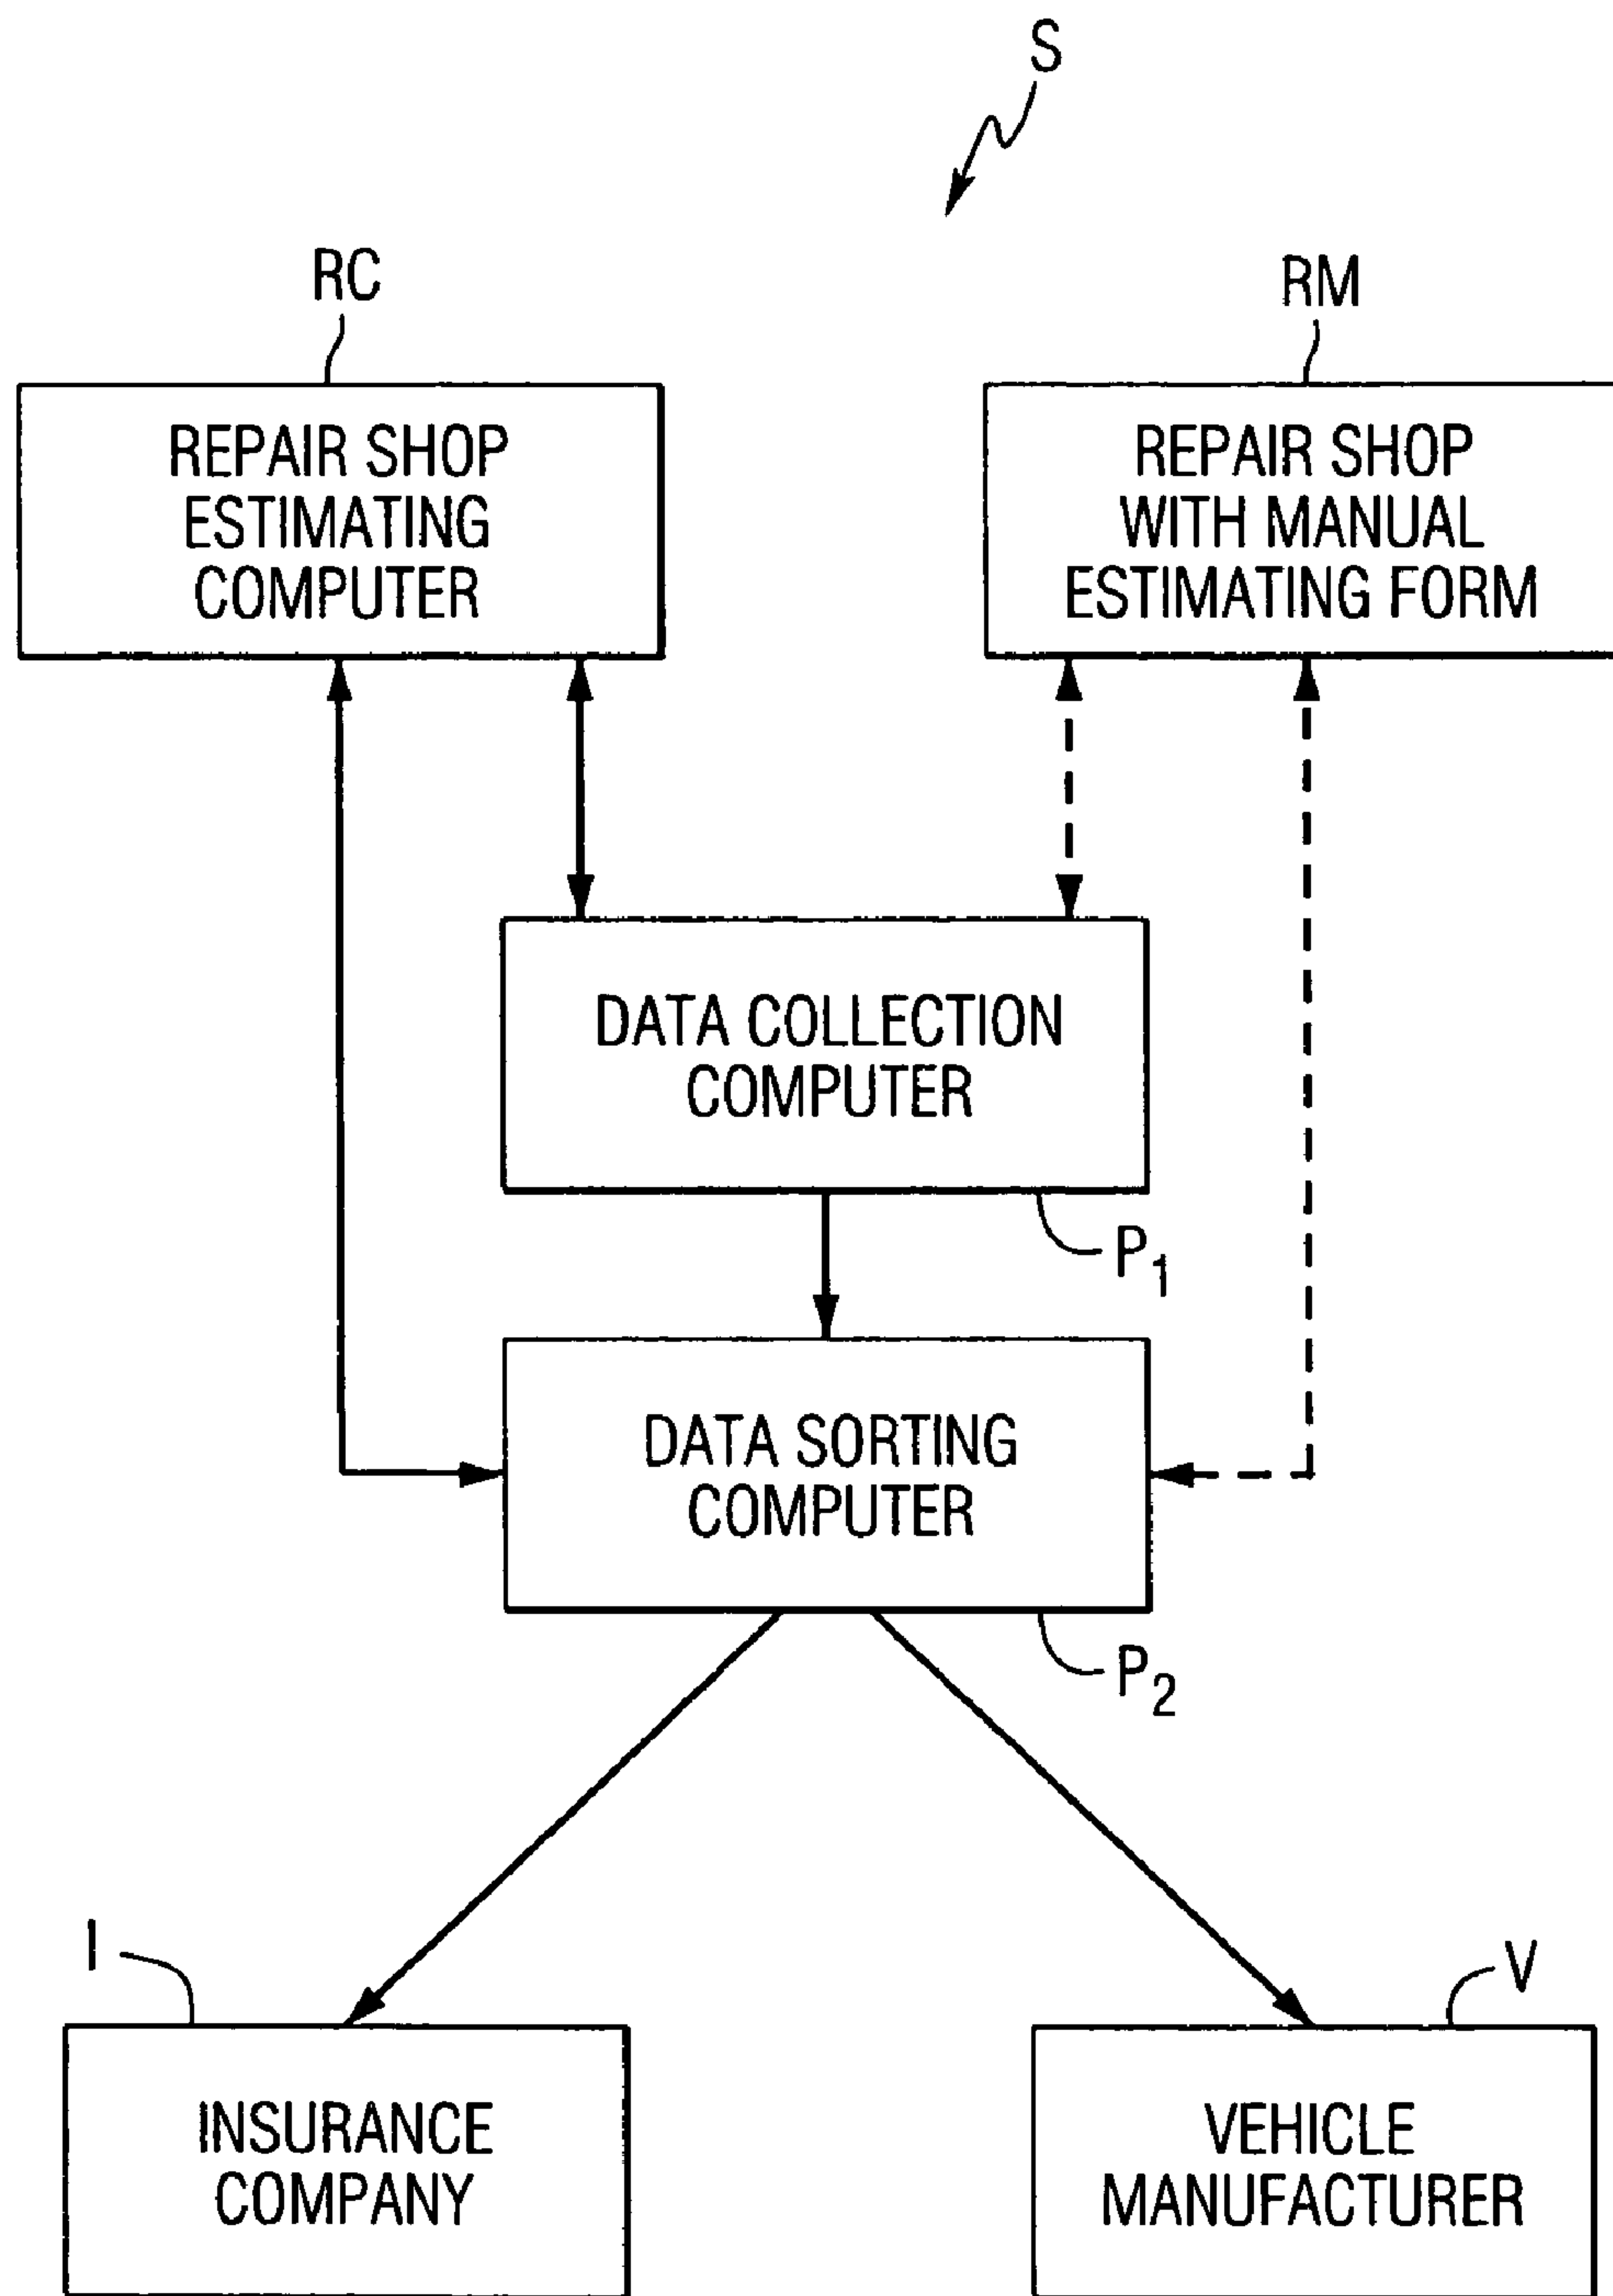 S
RC
RM
REPAIR SHOP
ESTIMATING
COMPUTER
REPAIR SHOP
WITH MANUAL
ESTIMATING FORM
DATA COLLECTION
COMPUTER
P1
DATA SORTING
COMPUTER
P2
I
V
INSURANCE
COMPANY
VEHICLE
MANUFACTURER